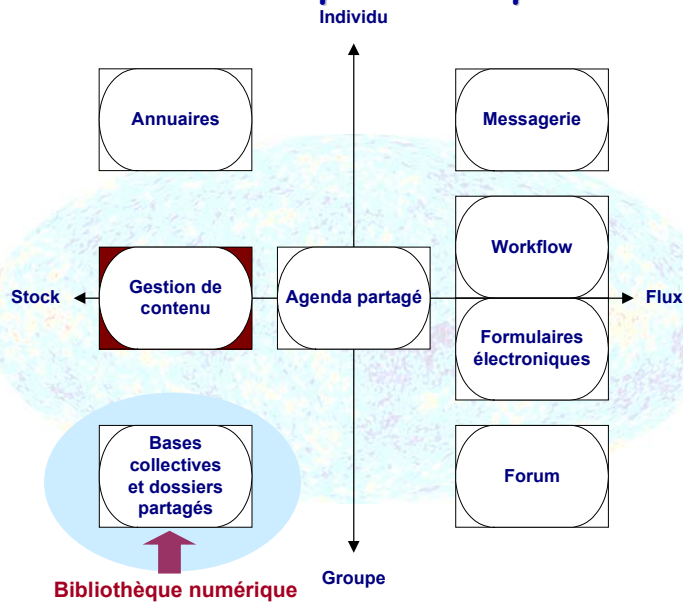 Individu
Annuaires
Messagerie
Workflow
Stock
Gestion de
contenu
Agenda partagé
Flux
Formulaires
électroniques
Bases
collectives
et dossiers
partagés
Forum
Bibliothèque numérique
Groupe